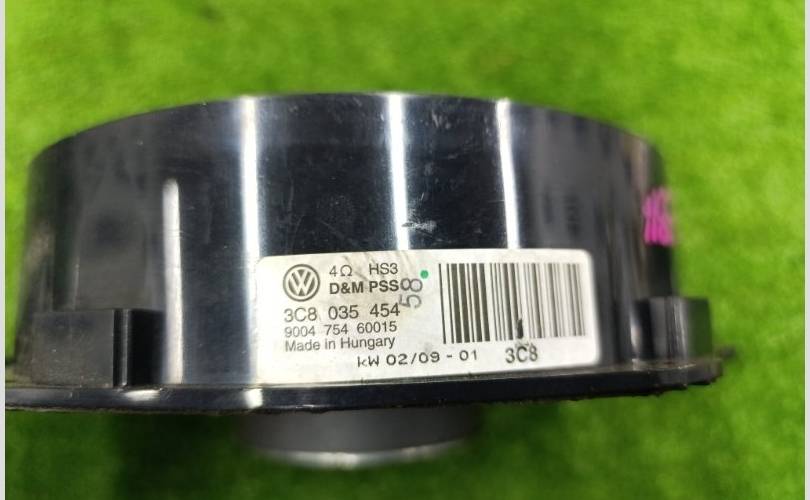 4Ω HS3
D&M PSS
58
3C8 035 454
9004 754 60015
Made in Hungary
KW 02/09 - 01 3C8